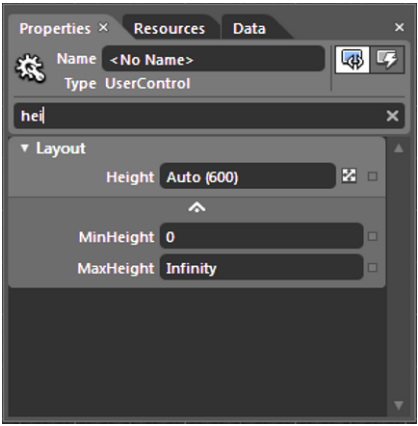 Properties × Resources Data ×
Name <No Name>
Type UserControl
hei
Layout
Height Auto (600)
MinHeight 0
MaxHeight Infinity